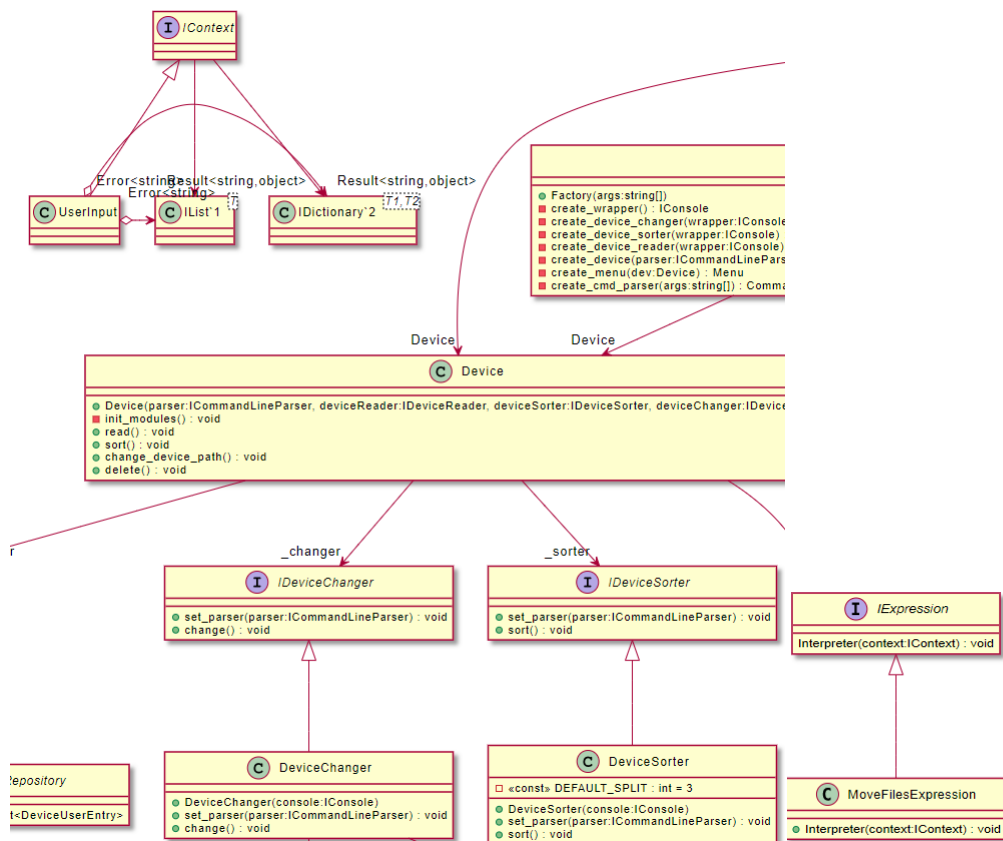 I IContext
Error<string>
Result<string,object>
Result<string,object>
Error<string>
C UserInput
C IList`1
T
C IDictionary`2
T1,T2
Factory(args:string[])
create_wrapper() : IConsole
create_device_changer(wrapper:IConsole
create_device_sorter(wrapper:IConsole)
create_device_reader(wrapper:IConsole)
create_device(parser:ICommandLinePars
create_menu(dev:Device) : Menu
create_cmd_parser(args:string[]) : Comma
Device
Device
C Device
Device(parser:ICommandLineParser, deviceReader:IDeviceReader, deviceSorter:IDeviceSorter, deviceChanger:IDevice
init_modules() : void
read() : void
sort() : void
change_device_path() : void
delete() : void
r
_changer
_sorter
I IDeviceChanger
set_parser(parser:ICommandLineParser) : void
change() : void
I IDeviceSorter
set_parser(parser:ICommandLineParser) : void
sort() : void
I IExpression
Interpreter(context:IContext) : void
Repository
t<DeviceUserEntry>
C DeviceChanger
DeviceChanger(console:IConsole)
set_parser(parser:ICommandLineParser) : void
change() : void
C DeviceSorter
«const» DEFAULT_SPLIT : int = 3
DeviceSorter(console:IConsole)
set_parser(parser:ICommandLineParser) : void
sort() : void
C MoveFilesExpression
Interpreter(context:IContext) : void